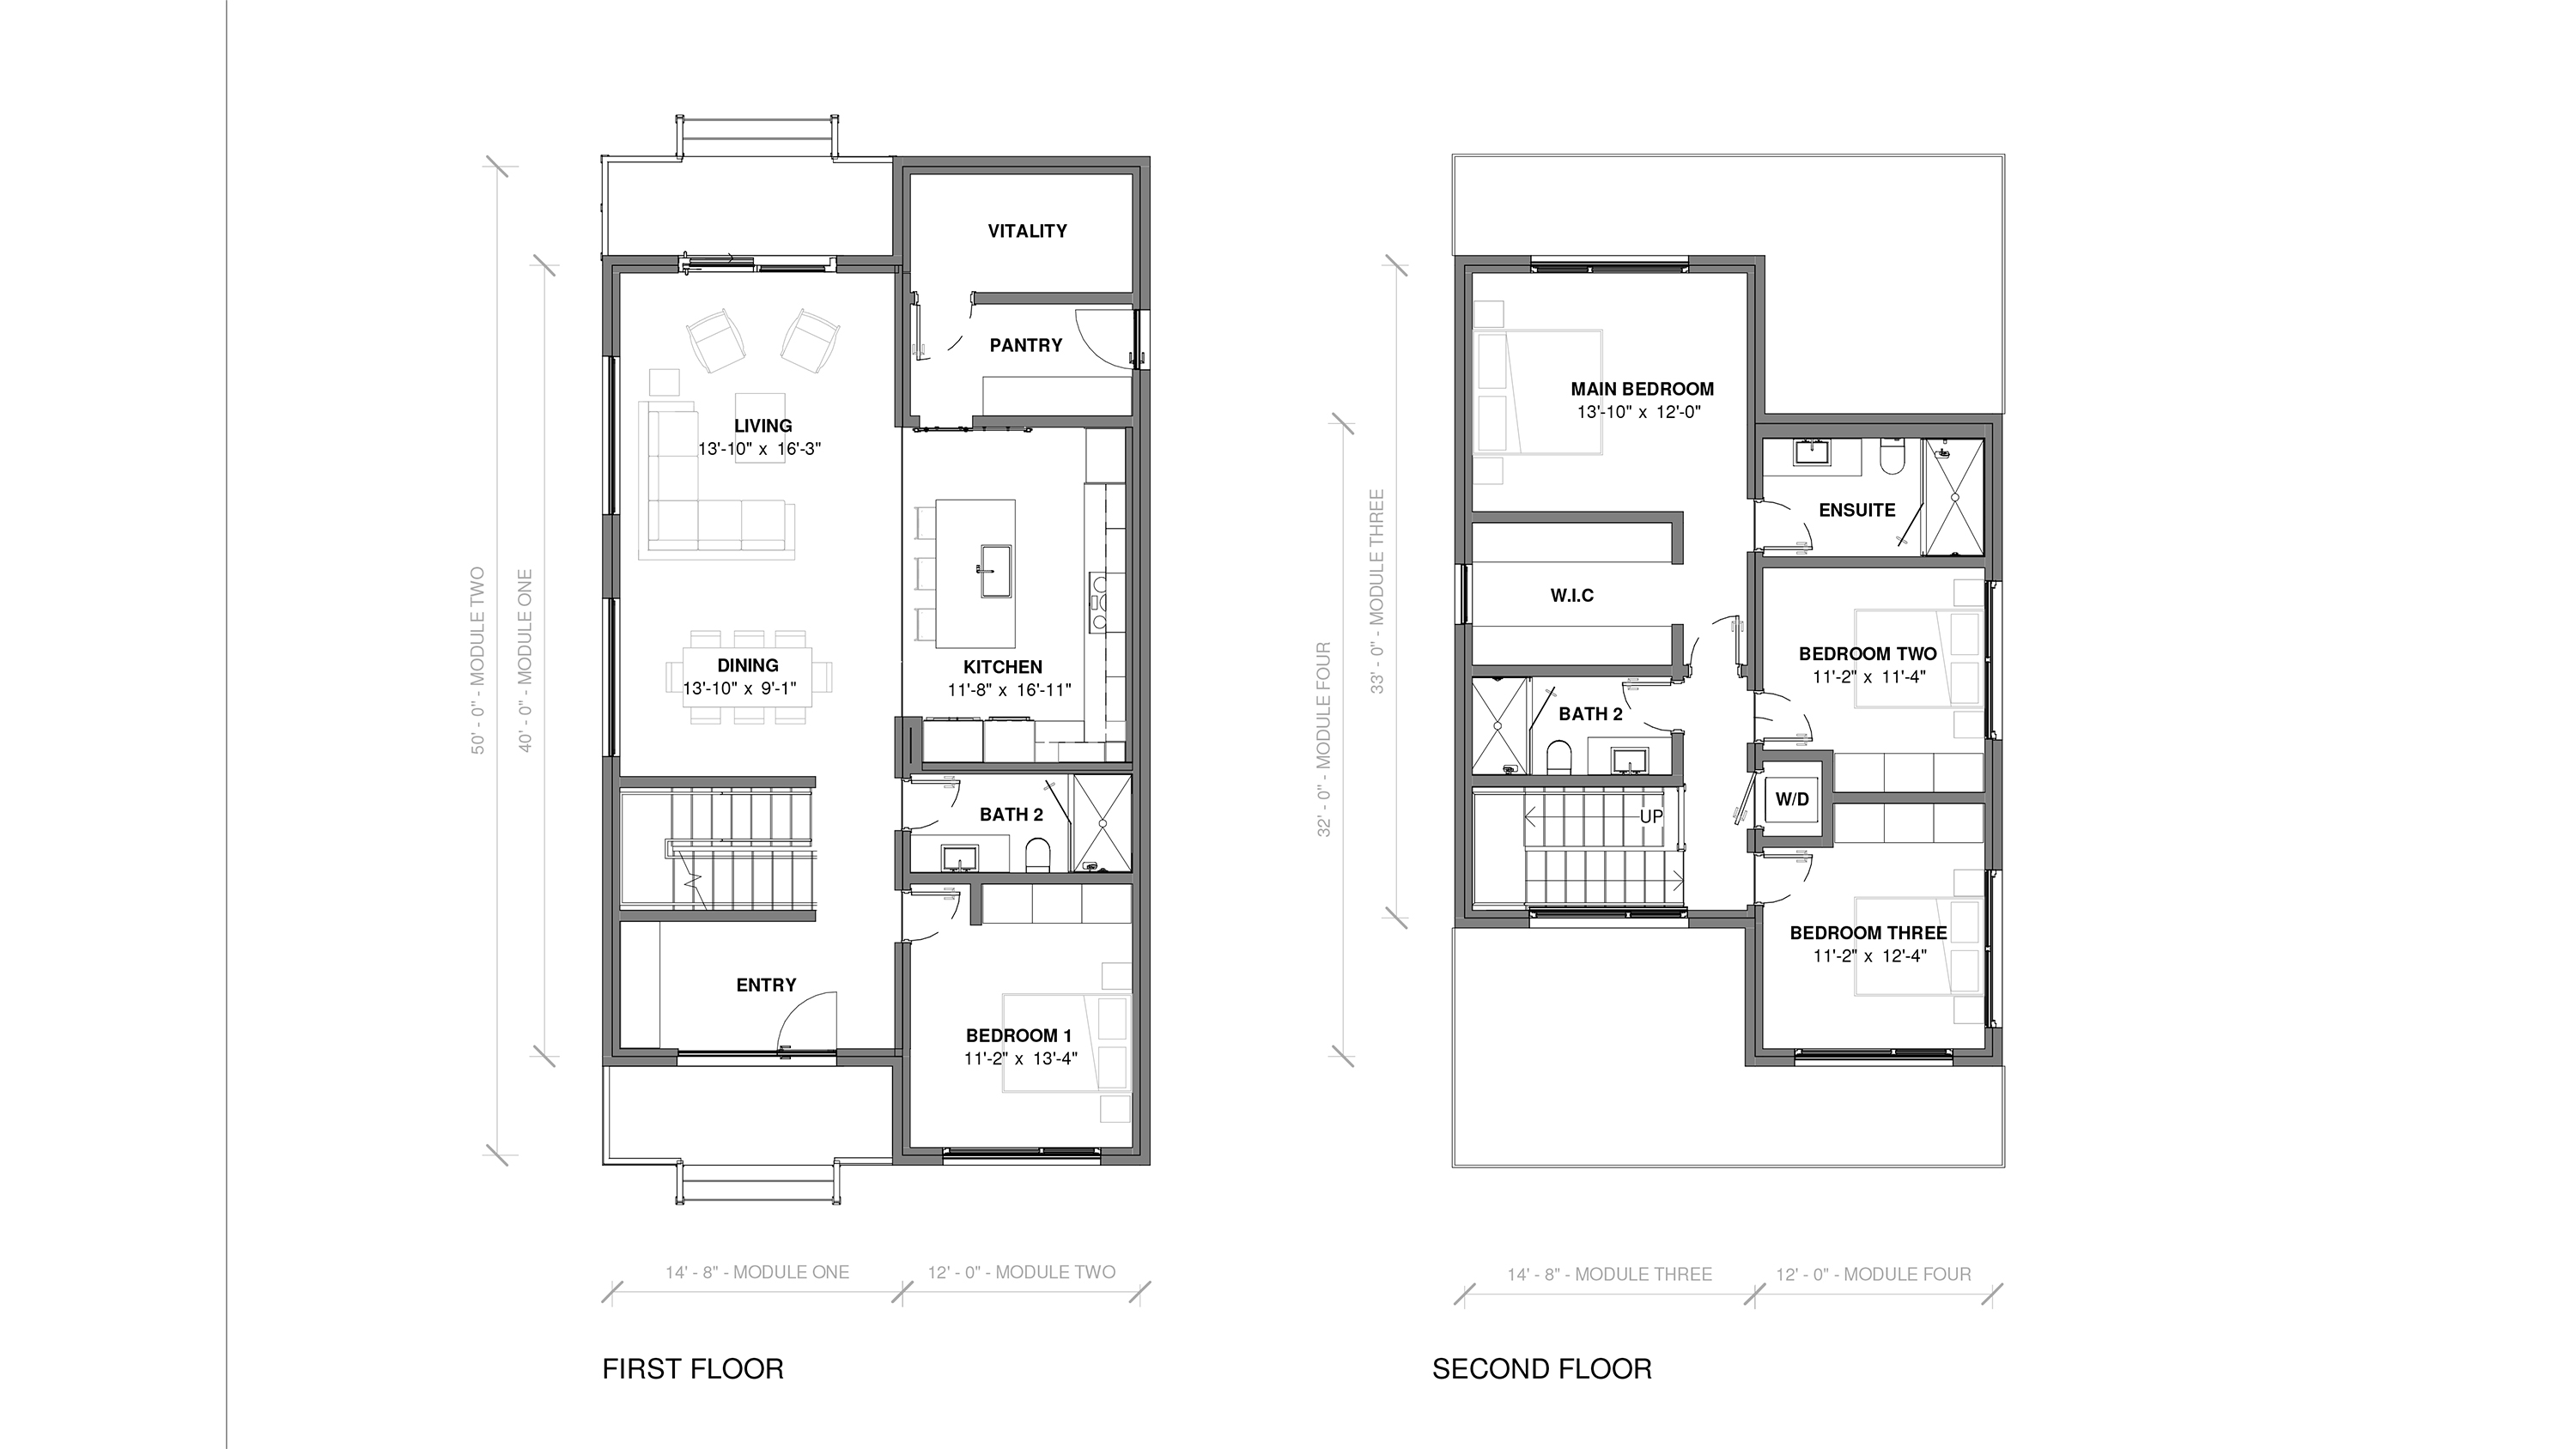 VITALITY
PANTRY
LIVING
13'-10" x 16'-3"
DINING
13'-10" x 9'-1"
KITCHEN
11'-8" x 16'-11"
BATH 2
ENTRY
BEDROOM 1
11'-2" x 13'-4"
50' - 0" - MODULE TWO
40' - 0" - MODULE ONE
14' - 8" - MODULE ONE
12' - 0" - MODULE TWO
FIRST FLOOR
MAIN BEDROOM
13'-10" x 12'-0"
ENSUITE
W.I.C
BEDROOM TWO
11'-2" x 11'-4"
BATH 2
W/D
UP
BEDROOM THREE
11'-2" x 12'-4"
33' - 0" - MODULE THREE
32' - 0" - MODULE FOUR
14' - 8" - MODULE THREE
12' - 0" - MODULE FOUR
SECOND FLOOR